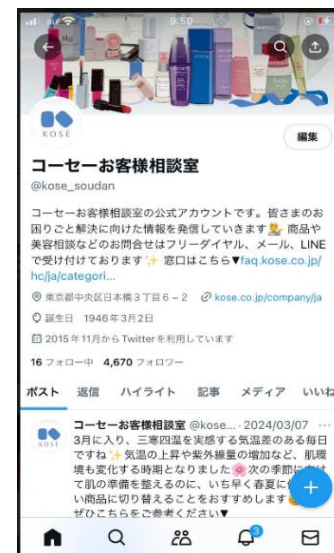 au
9:50
KOSÉ
編集
コーセーお客様相談室
@kose_soudan
コーセーお客様相談室の公式アカウントです。皆さまのお
困りごと解決に向けた情報を発信していきます💁 商品や
美容相談などのお問合せはフリーダイヤル、メール、LINE
で受け付けております✨ 窓口はこちら▼faq.kose.co.jp/
hc/ja/categori...
東京都中央区日本橋3丁目6−2 kose.co.jp/company/ja
誕生日 1946年3月2日
2015年11月からTwitterを利用しています
16 フォロー中 4,670 フォロワー
ポスト 返信 ハイライト 記事 メディア いいね
コーセーお客様相談室 @kose... · 2024/03/07 ...
3月に入り、三寒四温を実感する気温差のある毎日
ですね✨気温の上昇や紫外線量の増加など、肌環
境も変化する時期となりました🌸次の季節に向け
て肌の準備を整えるのに、いち早く春夏に
い商品に切り替えることをおすすめします
ぜひこちらをご参考ください▼
3